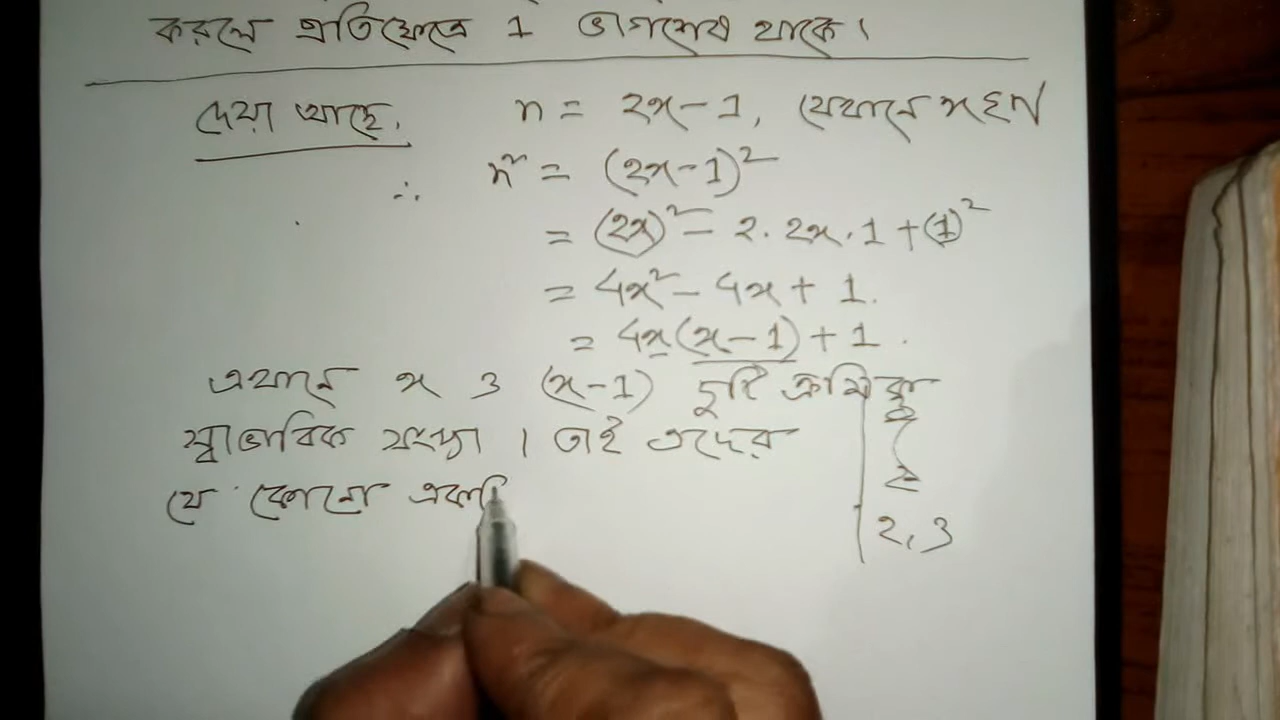 করলে প্রতিক্ষেত্রে 1 ভাগশেষ থাকে।
দেয়া আছে, n = 2x-1, যেখানে x∈N
∴ n² = (2x-1)²
= (2x)² - 2.2x.1 + (1)²
= 4x² - 4x + 1.
= 4x(x-1) + 1.
এখানে x ও (x-1) দুটি ক্রমিক
স্বাভাবিক সংখ্যা। তাই এদের
যে কোনো একটি
2, 3